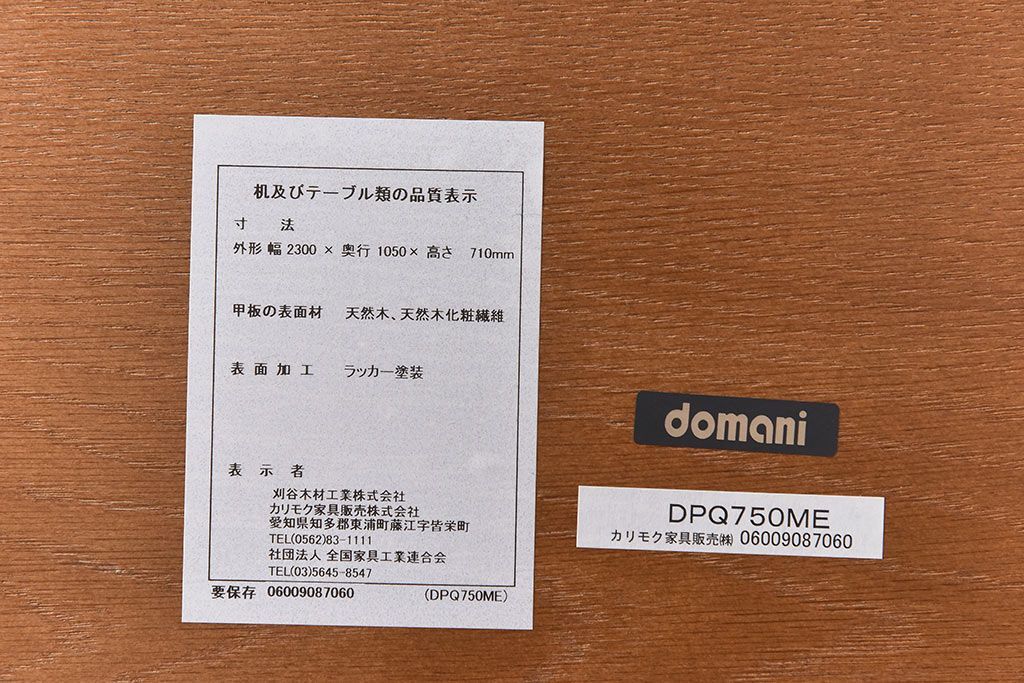 机及びテーブル類の品質表示
寸 法
外形 幅 2300 × 奥行 1050× 高さ 710mm
甲板の表面材 天然木、天然木化粧繊維
表 面 加 工 ラッカー塗装
表 示 者
刈谷木材工業株式会社
カリモク家具販売株式会社
愛知県知多郡東浦町藤江字皆栄町
TEL(0562)83-1111
社団法人 全国家具工業連合会
TEL(03)5645-8547
要保存 06009087060 (DPQ750ME)
domani
DPQ750ME
カリモク家具販売㈱ 06009087060